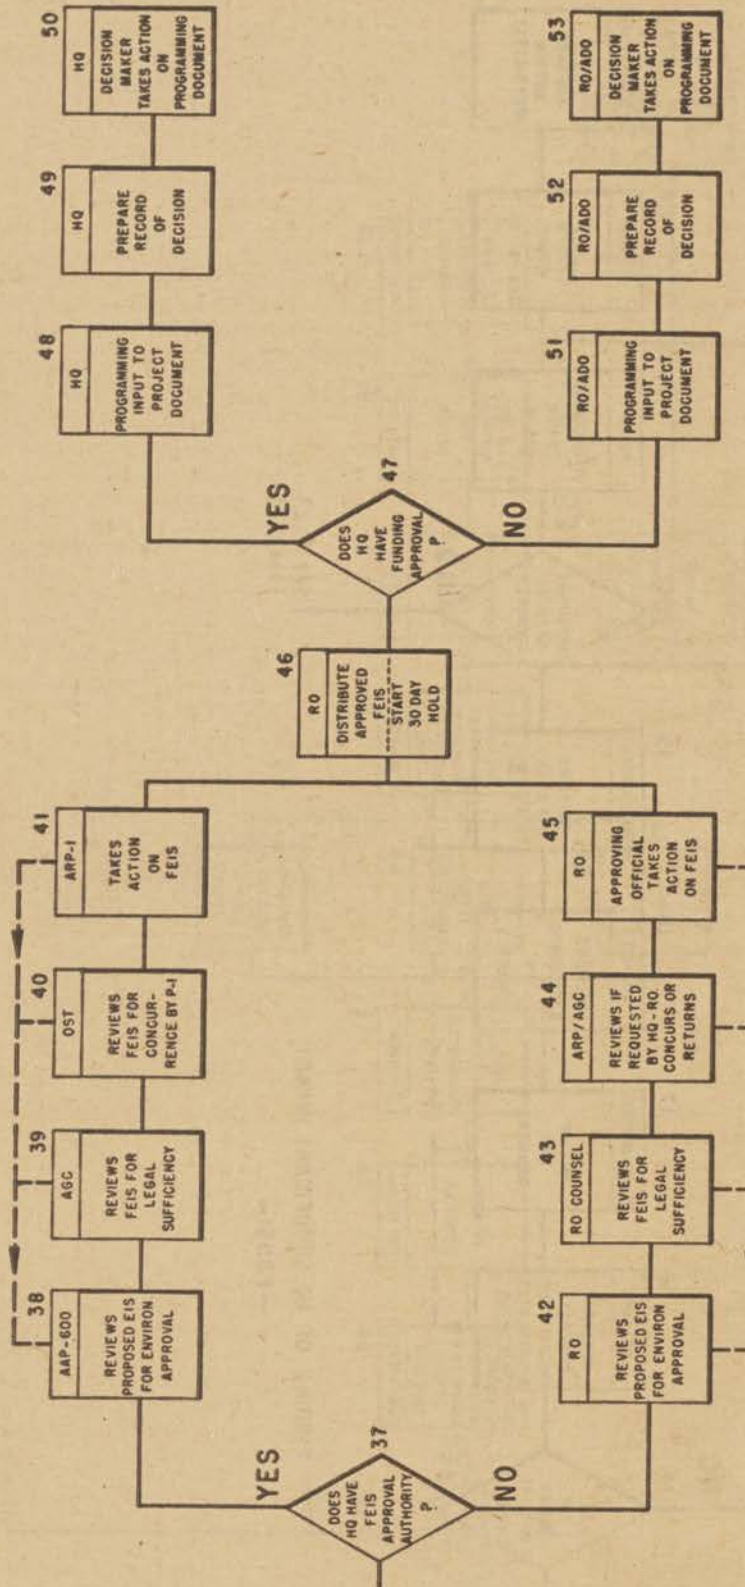 37
DOES
HQ HAVE
FEIS
APPROVAL
AUTHORITY
?
YES
NO
38
AAP-600
REVIEWS
PROPOSED EIS
FOR ENVIRON
APPROVAL
39
AGC
REVIEWS
FEIS FOR
LEGAL
SUFFICIENCY
40
OST
REVIEWS
FEIS FOR
CONCUR-
RENCE BY P-I
41
ARP-I
TAKES
ACTION
ON
FEIS
42
RO
REVIEWS
PROPOSED EIS
FOR ENVIRON
APPROVAL
43
RO COUNSEL
REVIEWS
FEIS FOR
LEGAL
SUFFICIENCY
44
ARP/AGC
REVIEWS IF
REQUESTED
BY HQ-RO.
CONCURS OR
RETURNS
45
RO
APPROVING
OFFICIAL
TAKES
ACTION
ON FEIS
46
RO
DISTRIBUTE
APPROVED
FEIS
START
30 DAY
HOLD
47
DOES
HQ
HAVE
FUNDING
APPROVAL
?
YES
NO
48
HQ
PROGRAMMING
INPUT TO
PROJECT
DOCUMENT
49
HQ
PREPARE
RECORD
OF
DECISION
50
HQ
DECISION
MAKER
TAKES ACTION
ON
PROGRAMMING
DOCUMENT
51
RO/ADO
PROGRAMMING
INPUT TO
PROJECT
DOCUMENT
52
RO/ADO
PREPARE
RECORD
OF
DECISION
53
RO/ADO
DECISION
MAKER
TAKES ACTION
ON
PROGRAMMING
DOCUMENT